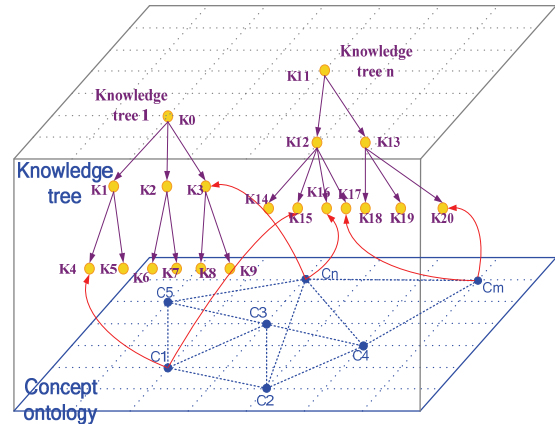 Knowledge
tree n
K11
Knowledge
tree 1
K0
K12
K13
Knowledge
tree
K1
K2
K3
K14
K15
K16
K17
K18
K19
K20
K4
K5
K6
K7
K8
K9
Cn
Cm
C5
C3
C4
C1
C2
Concept
ontology